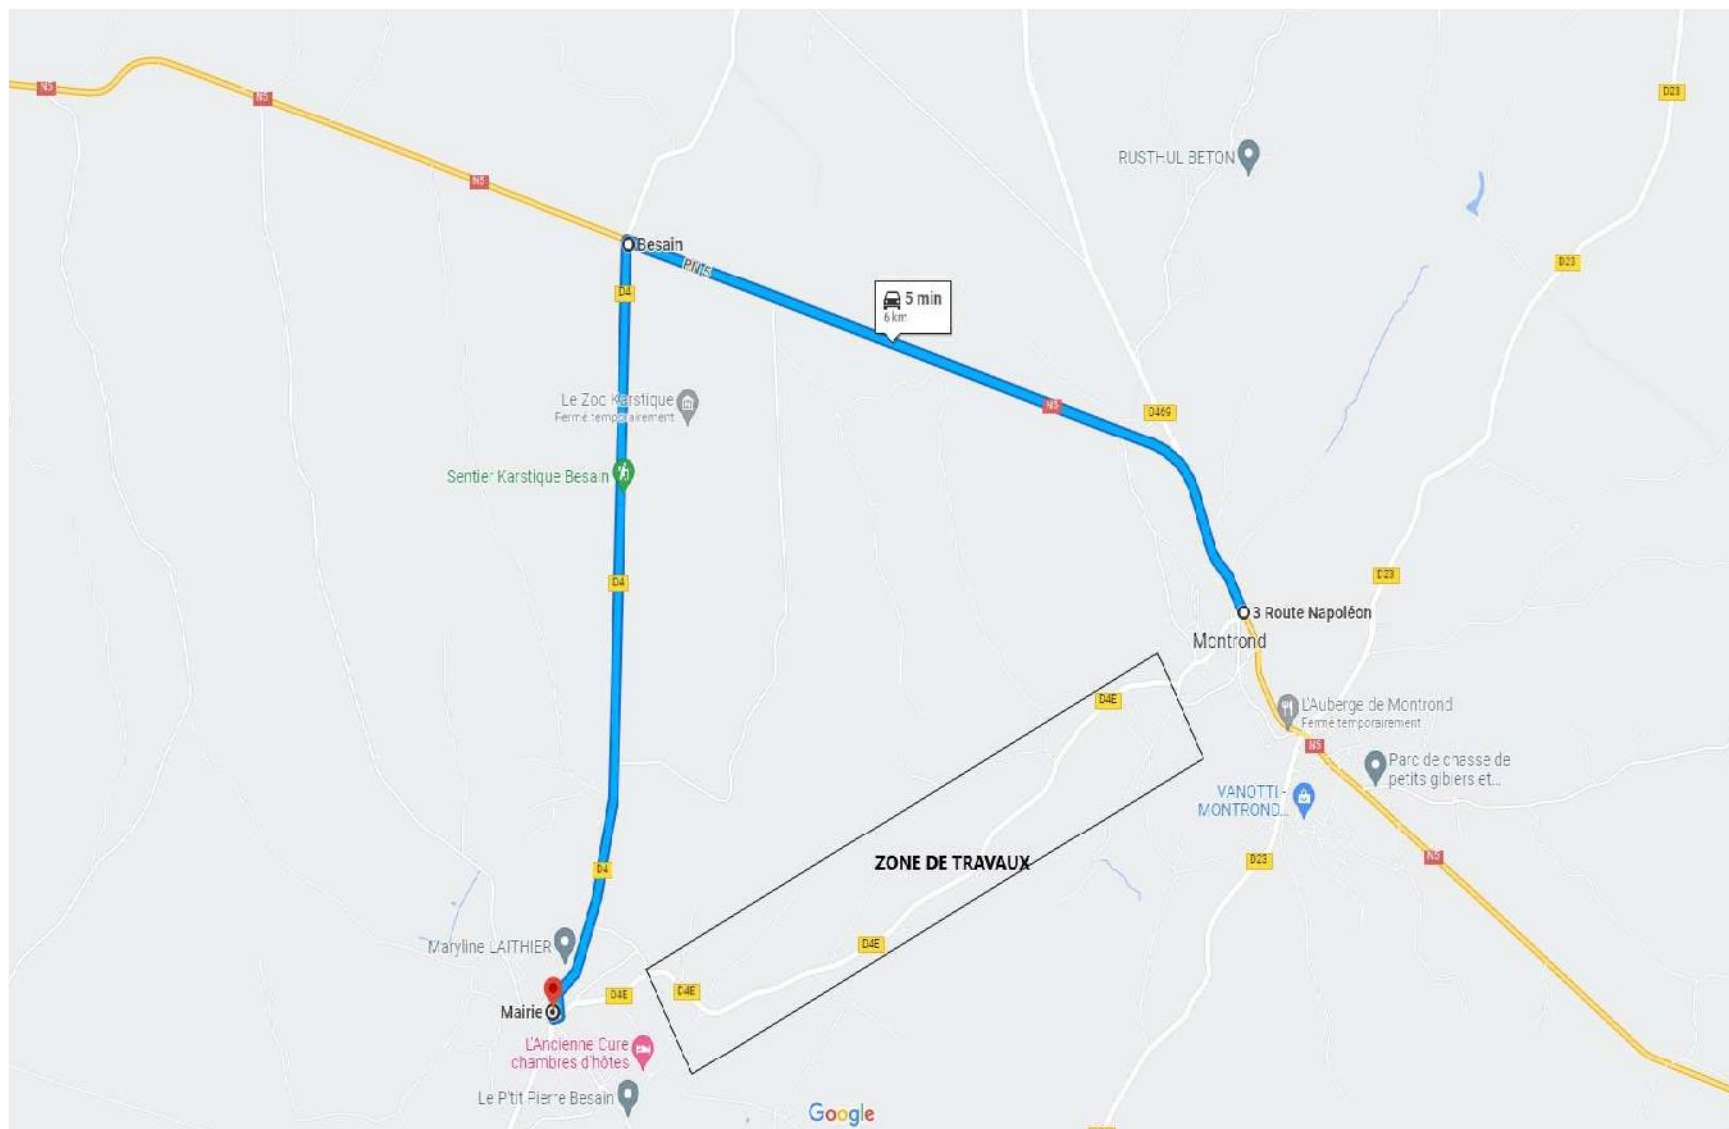 N5
N5
D23
RUSTHUL BETON
N5
Besain
PN 5
D23
D4
5 min
6 km
Le Zoo Karstique
Fermé temporairement
N5
D469
Sentier Karstique Besain
D4
D23
3 Route Napoléon
Montrond
D4E
L'Auberge de Montrond
Fermé temporairement
N5
Parc de chasse de
petits gibiers et...
VANOTTI -
MONTROND...
ZONE DE TRAVAUX
D23
N5
D4
Maryline LAITHIER
D4E
D4E
D4E
Mairie
L'Ancienne Cure
chambres d'hôtes
Le P'tit Pierre Besain
Google